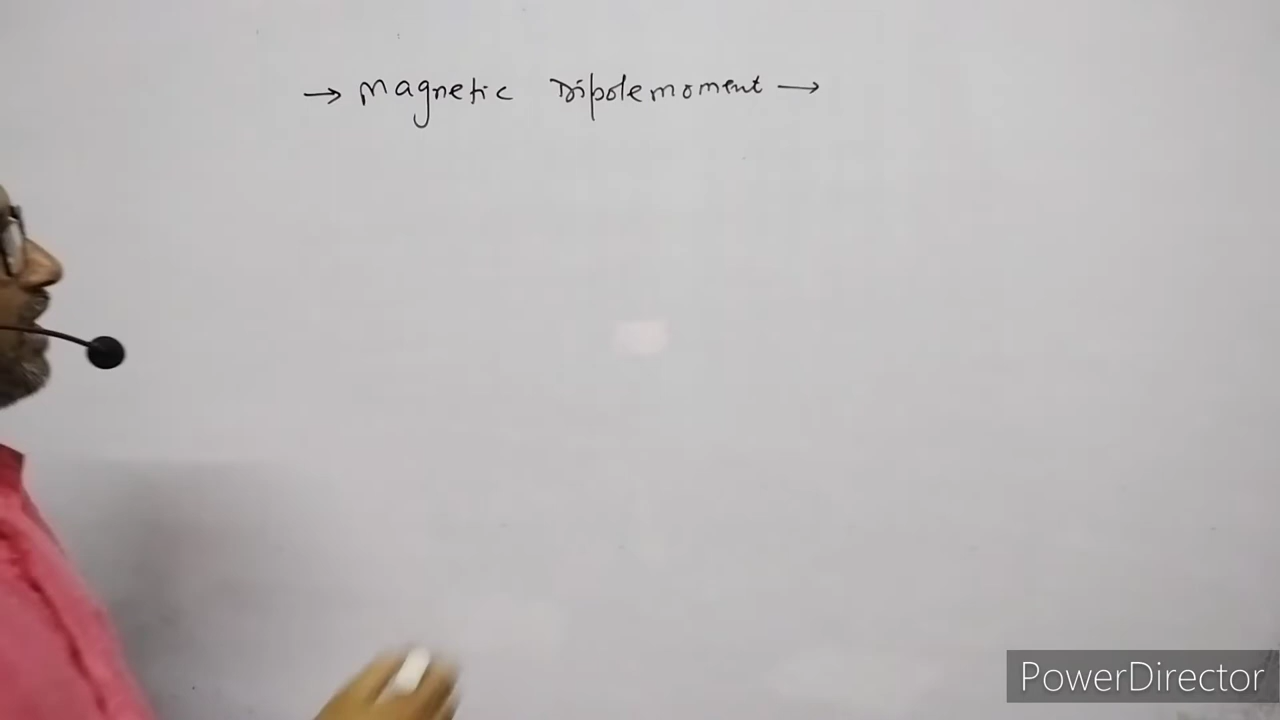 → Magnetic Dipole moment →
PowerDirector